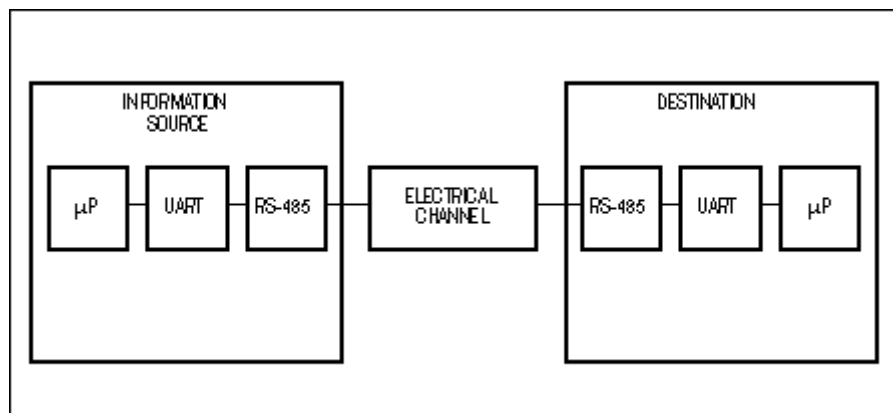 INFORMATION
SOURCE
DESTINATION
µP
UART
RS-485
ELECTRICAL
CHANNEL
RS-485
UART
µP